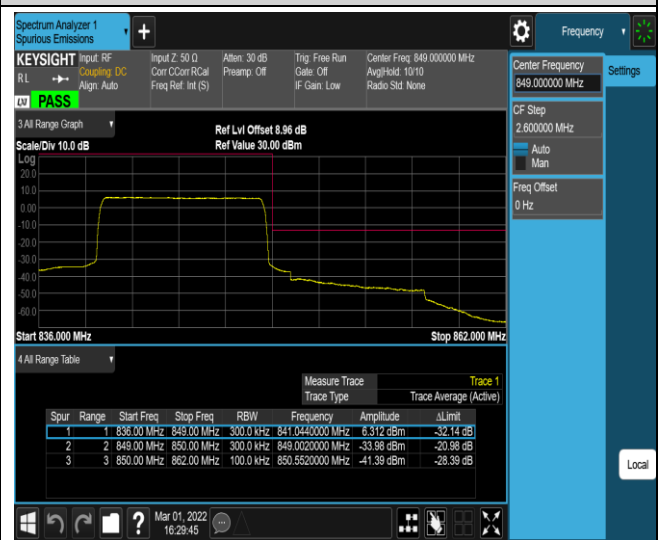 Spectrum Analyzer 1
Spurious Emissions
+
Frequency
KEYSIGHT Input: RF Input Z: 50 Ω Atten: 30 dB Trig: Free Run Center Freq: 849.000000 MHz
RL Coupling: DC Corr CCorr RCal Preamp: Off Gate: Off Avg|Hold: 10/10
Align: Auto Freq Ref: Int (S) IF Gain: Low Radio Std: None
LXI PASS
Center Frequency
849.000000 MHz
Settings
CF Step
2.600000 MHz
Auto
Man
Freq Offset
0 Hz
3 All Range Graph
Ref Lvl Offset 8.96 dB
Scale/Div 10.0 dB Ref Value 30.00 dBm
Log
20.0
10.0
0.00
-10.0
-20.0
-30.0
-40.0
-50.0
-60.0
Start 836.000 MHz Stop 862.000 MHz
4 All Range Table
Measure Trace Trace 1
Trace Type Trace Average (Active)
Spur Range Start Freq Stop Freq RBW Frequency Amplitude ΔLimit
1 1 836.00 MHz 849.00 MHz 300.0 kHz 841.0440000 MHz 6.312 dBm -32.14 dB
2 2 849.00 MHz 850.00 MHz 300.0 kHz 849.0020000 MHz -33.98 dBm -20.98 dB
3 3 850.00 MHz 862.00 MHz 100.0 kHz 850.5520000 MHz -41.39 dBm -28.39 dB
Local
? Mar 01, 2022
16:29:45